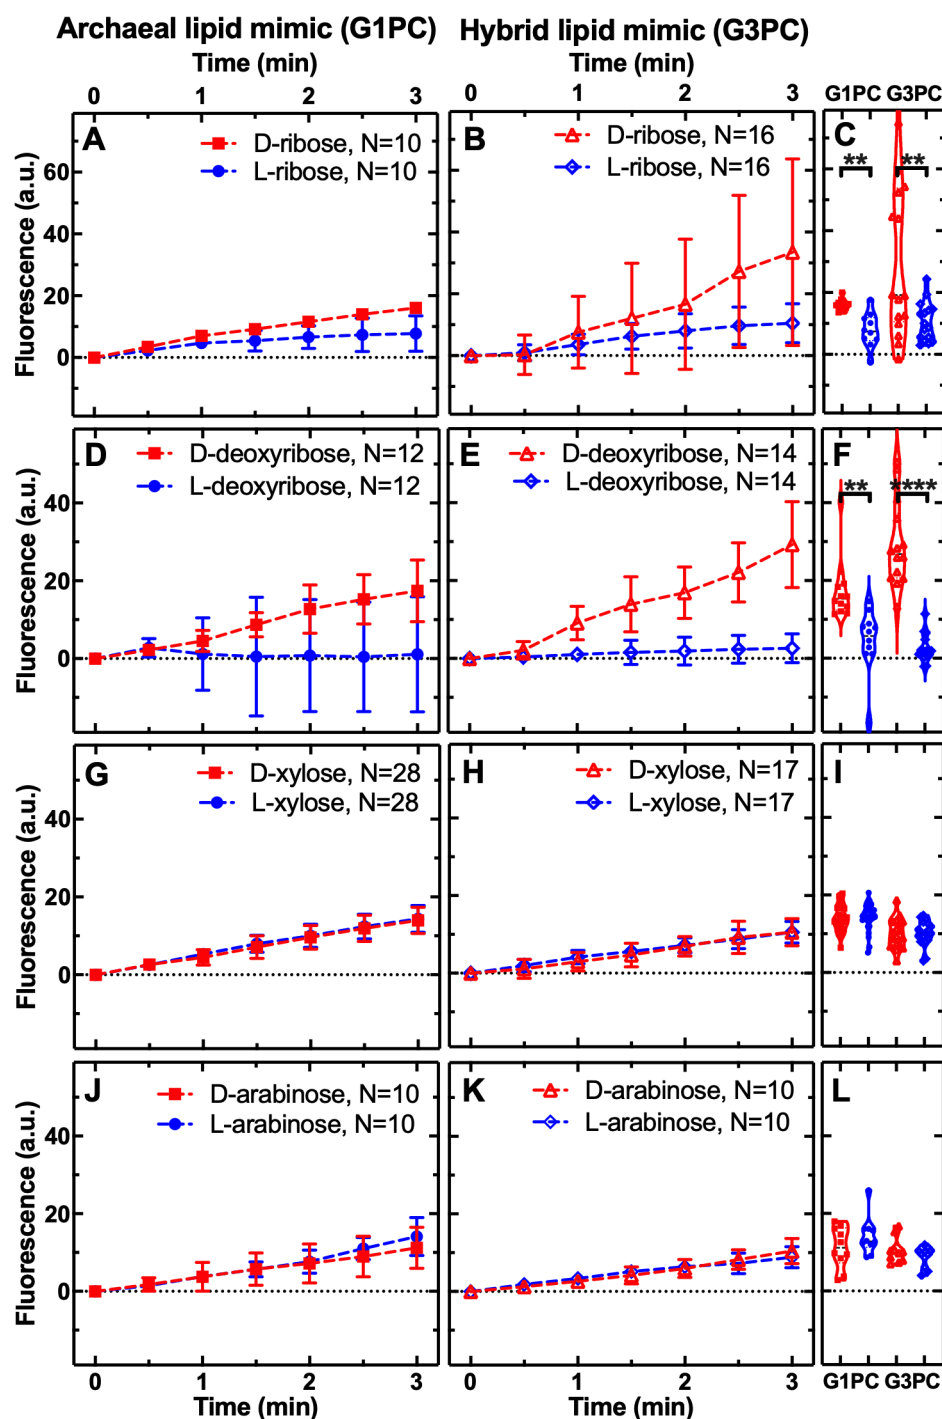 Archaeal lipid mimic (G1PC) Hybrid lipid mimic (G3PC)
Time (min) Time (min)
0 1 2 3 0 1 2 3 G1PC G3PC
A D-ribose, N=10
L-ribose, N=10
B D-ribose, N=16
L-ribose, N=16
C ** **
Fluorescence (a.u.)
60
40
20
0
D D-deoxyribose, N=12
L-deoxyribose, N=12
E D-deoxyribose, N=14
L-deoxyribose, N=14
F ** ****
Fluorescence (a.u.)
40
20
0
G D-xylose, N=28
L-xylose, N=28
H D-xylose, N=17
L-xylose, N=17
I
Fluorescence (a.u.)
40
20
0
J D-arabinose, N=10
L-arabinose, N=10
K D-arabinose, N=10
L-arabinose, N=10
L
Fluorescence (a.u.)
40
20
0
0 1 2 3 0 1 2 3 G1PC G3PC
Time (min) Time (min)